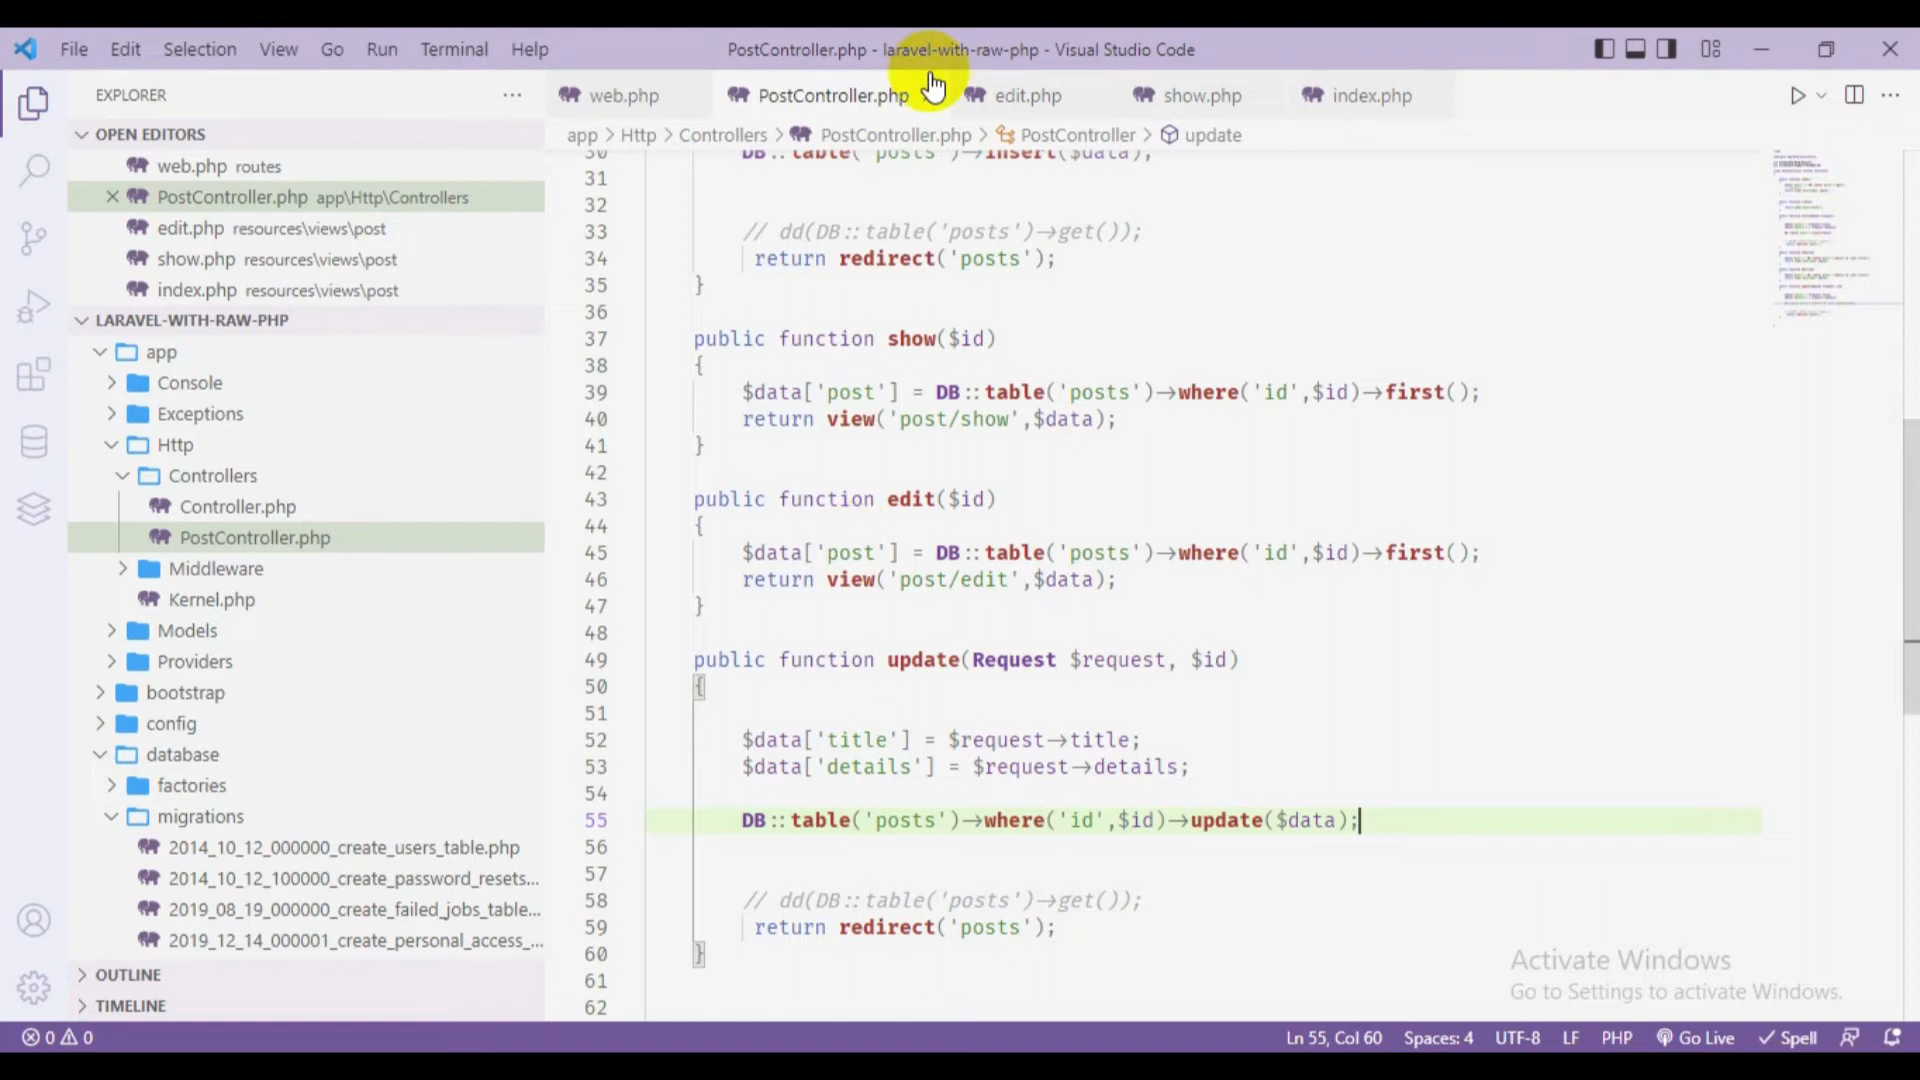 File Edit Selection View Go Run Terminal Help
PostController.php - laravel-with-raw-php - Visual Studio Code
EXPLORER
OPEN EDITORS
web.php routes
PostController.php app\Http\Controllers
edit.php resources\views\post
show.php resources\views\post
index.php resources\views\post
LARAVEL-WITH-RAW-PHP
app
Console
Exceptions
Http
Controllers
Controller.php
PostController.php
Middleware
Kernel.php
Models
Providers
bootstrap
config
database
factories
migrations
2014_10_12_000000_create_users_table.php
2014_10_12_100000_create_password_resets...
2019_08_19_000000_create_failed_jobs_table...
2019_12_14_000001_create_personal_access_...
OUTLINE
TIMELINE
web.php PostController.php edit.php show.php index.php
app > Http > Controllers > PostController.php > PostController > update
30 DB::table('posts')→insert($data);
31
32
33 // dd(DB::table('posts')→get());
34 return redirect('posts');
35 }
36
37 public function show($id)
38 {
39 $data['post'] = DB::table('posts')→where('id',$id)→first();
40 return view('post/show',$data);
41 }
42
43 public function edit($id)
44 {
45 $data['post'] = DB::table('posts')→where('id',$id)→first();
46 return view('post/edit',$data);
47 }
48
49 public function update(Request $request, $id)
50 {
51
52 $data['title'] = $request→title;
53 $data['details'] = $request→details;
54
55 DB::table('posts')→where('id',$id)→update($data);
56
57
58 // dd(DB::table('posts')→get());
59 return redirect('posts');
60 }
61
62
Activate Windows
Go to Settings to activate Windows.
0 0 Ln 55, Col 60 Spaces: 4 UTF-8 LF PHP Go Live Spell